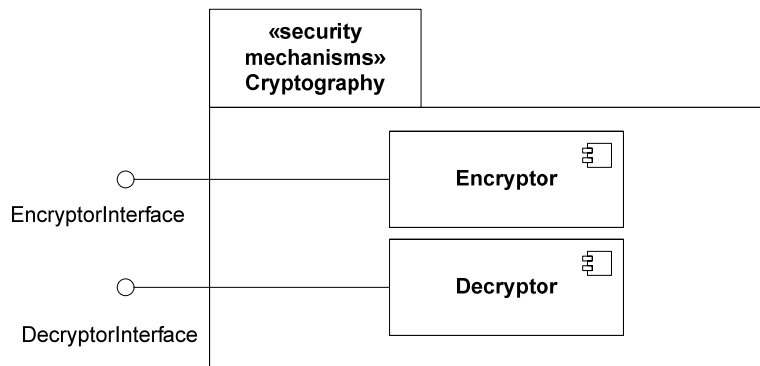 «security
mechanisms»
Cryptography
Encryptor
EncryptorInterface
Decryptor
DecryptorInterface